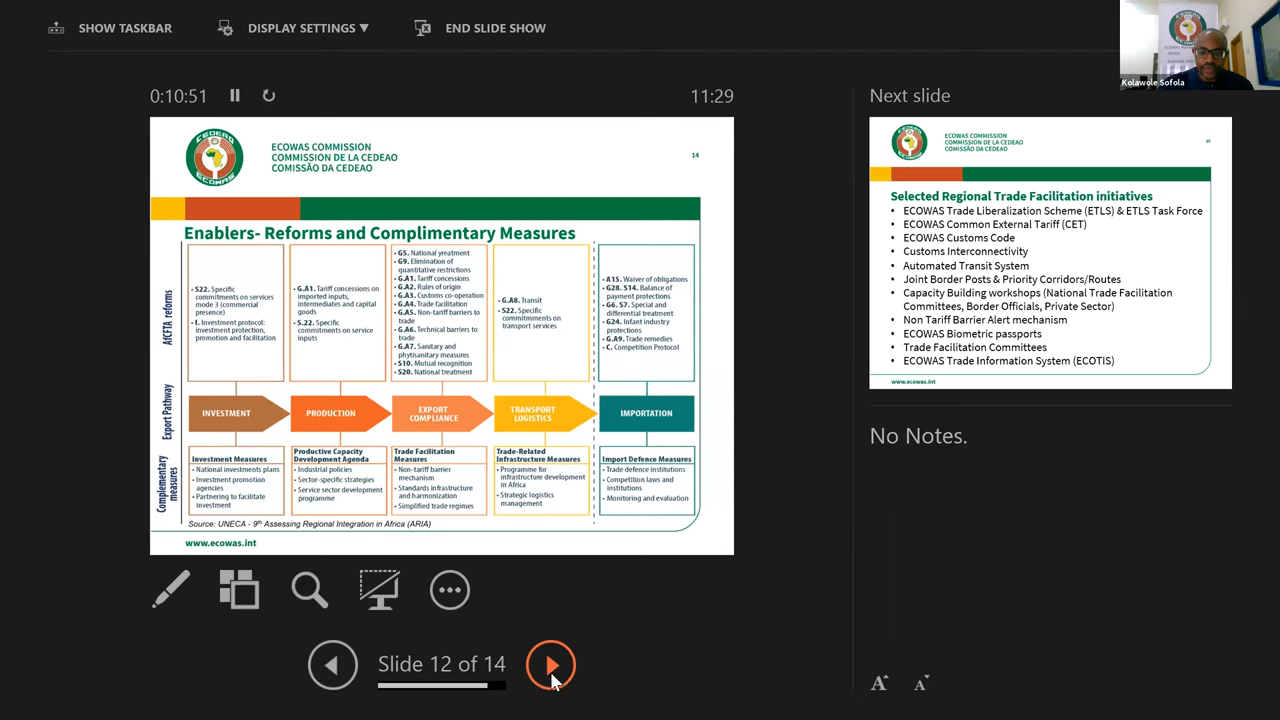 SHOW TASKBAR
DISPLAY SETTINGS ▼
END SLIDE SHOW
Kolawole Sofola
0:10:51
11:29
Next slide
CEDEAO
ECOWAS
ECOWAS COMMISSION
COMMISSION DE LA CEDEAO
COMISSÃO DA CEDEAO
14
Enablers- Reforms and Complimentary Measures
AfCFTA reforms
• S22. Specific
commitments on services
mode 3 (commercial
presence)
• I. Investment protocol:
investment protection,
promotion and facilitation
• G.A1. Tariff concessions on
imported inputs,
intermediates and capital
goods
• S.22. Specific
commitments on service
inputs
• G5. National yreatment
• G9. Elimination of
quantitative restrictions
• G.A1. Tariff concessions
• G.A2. Rules of origin
• G.A3. Customs co-operation
• G.A4. Trade facilitation
• G.A5. Non-tariff barriers to
trade
• G.A6. Technical barriers to
trade
• G.A7. Sanitary and
phytisanitary measures
• S10. Mutual recognition
• S20. National treatment
• G.A8. Transit
• S22. Specific
commitmments on
transport services
• A15. Waiver of obligations
• G28. S14. Balance of
payment protections
• G6. S7. Special and
differential treatment
• G24. Infant industry
protections
• G.A9. Trade remedies
• C. Competition Protocol
Export Pathway
INVESTMENT
PRODUCTION
EXPORT
COMPLIANCE
TRANSPORT
LOGISTICS
IMPORTATION
Complementary
measures
Investment Measures
• National investments plans
• Investment promotion
agencies
• Partnering to facilitate
investment
Productive Capacity
Development Agenda
• Industrial policies
• Sector-specific strategies
• Service sector development
programme
Trade Facilitation
Measures
• Non-tariff barrier
mechanism
• Standards infrastructure
and harmonization
• Simplified trade regimes
Trade-Related
Infrastructure Measures
• Programme for
infrastructure development
in Africa
• Strategic logistics
management
Import Defence Measures
• Trade defence institutions
• Competition laws and
institutions
• Monitoring and evaluation
Source: UNECA - 9th Assessing Regional Integration in Africa (ARIA)
www.ecowas.int
ECOWAS COMMISSION
COMMISSION DE LA CEDEAO
COMISSÃO DA CEDEAO
Selected Regional Trade Facilitation initiatives
• ECOWAS Trade Liberalization Scheme (ETLS) & ETLS Task Force
• ECOWAS Common External Tariff (CET)
• ECOWAS Customs Code
• Customs Interconectivity
• Automated Transit System
• Joint Border Posts & Priority Corridors/Routes
• Capacity Building workshops (National Trade Facilitation
Committees, Border Officials, Private Sector)
• Non Tariff Barrier Alert mechanism
• ECOWAS Biometric passports
• Trade Facilitation Committees
• ECOWAS Trade Information System (ECOTIS)
www.ecowas.int
No Notes.
Slide 12 of 14
A A